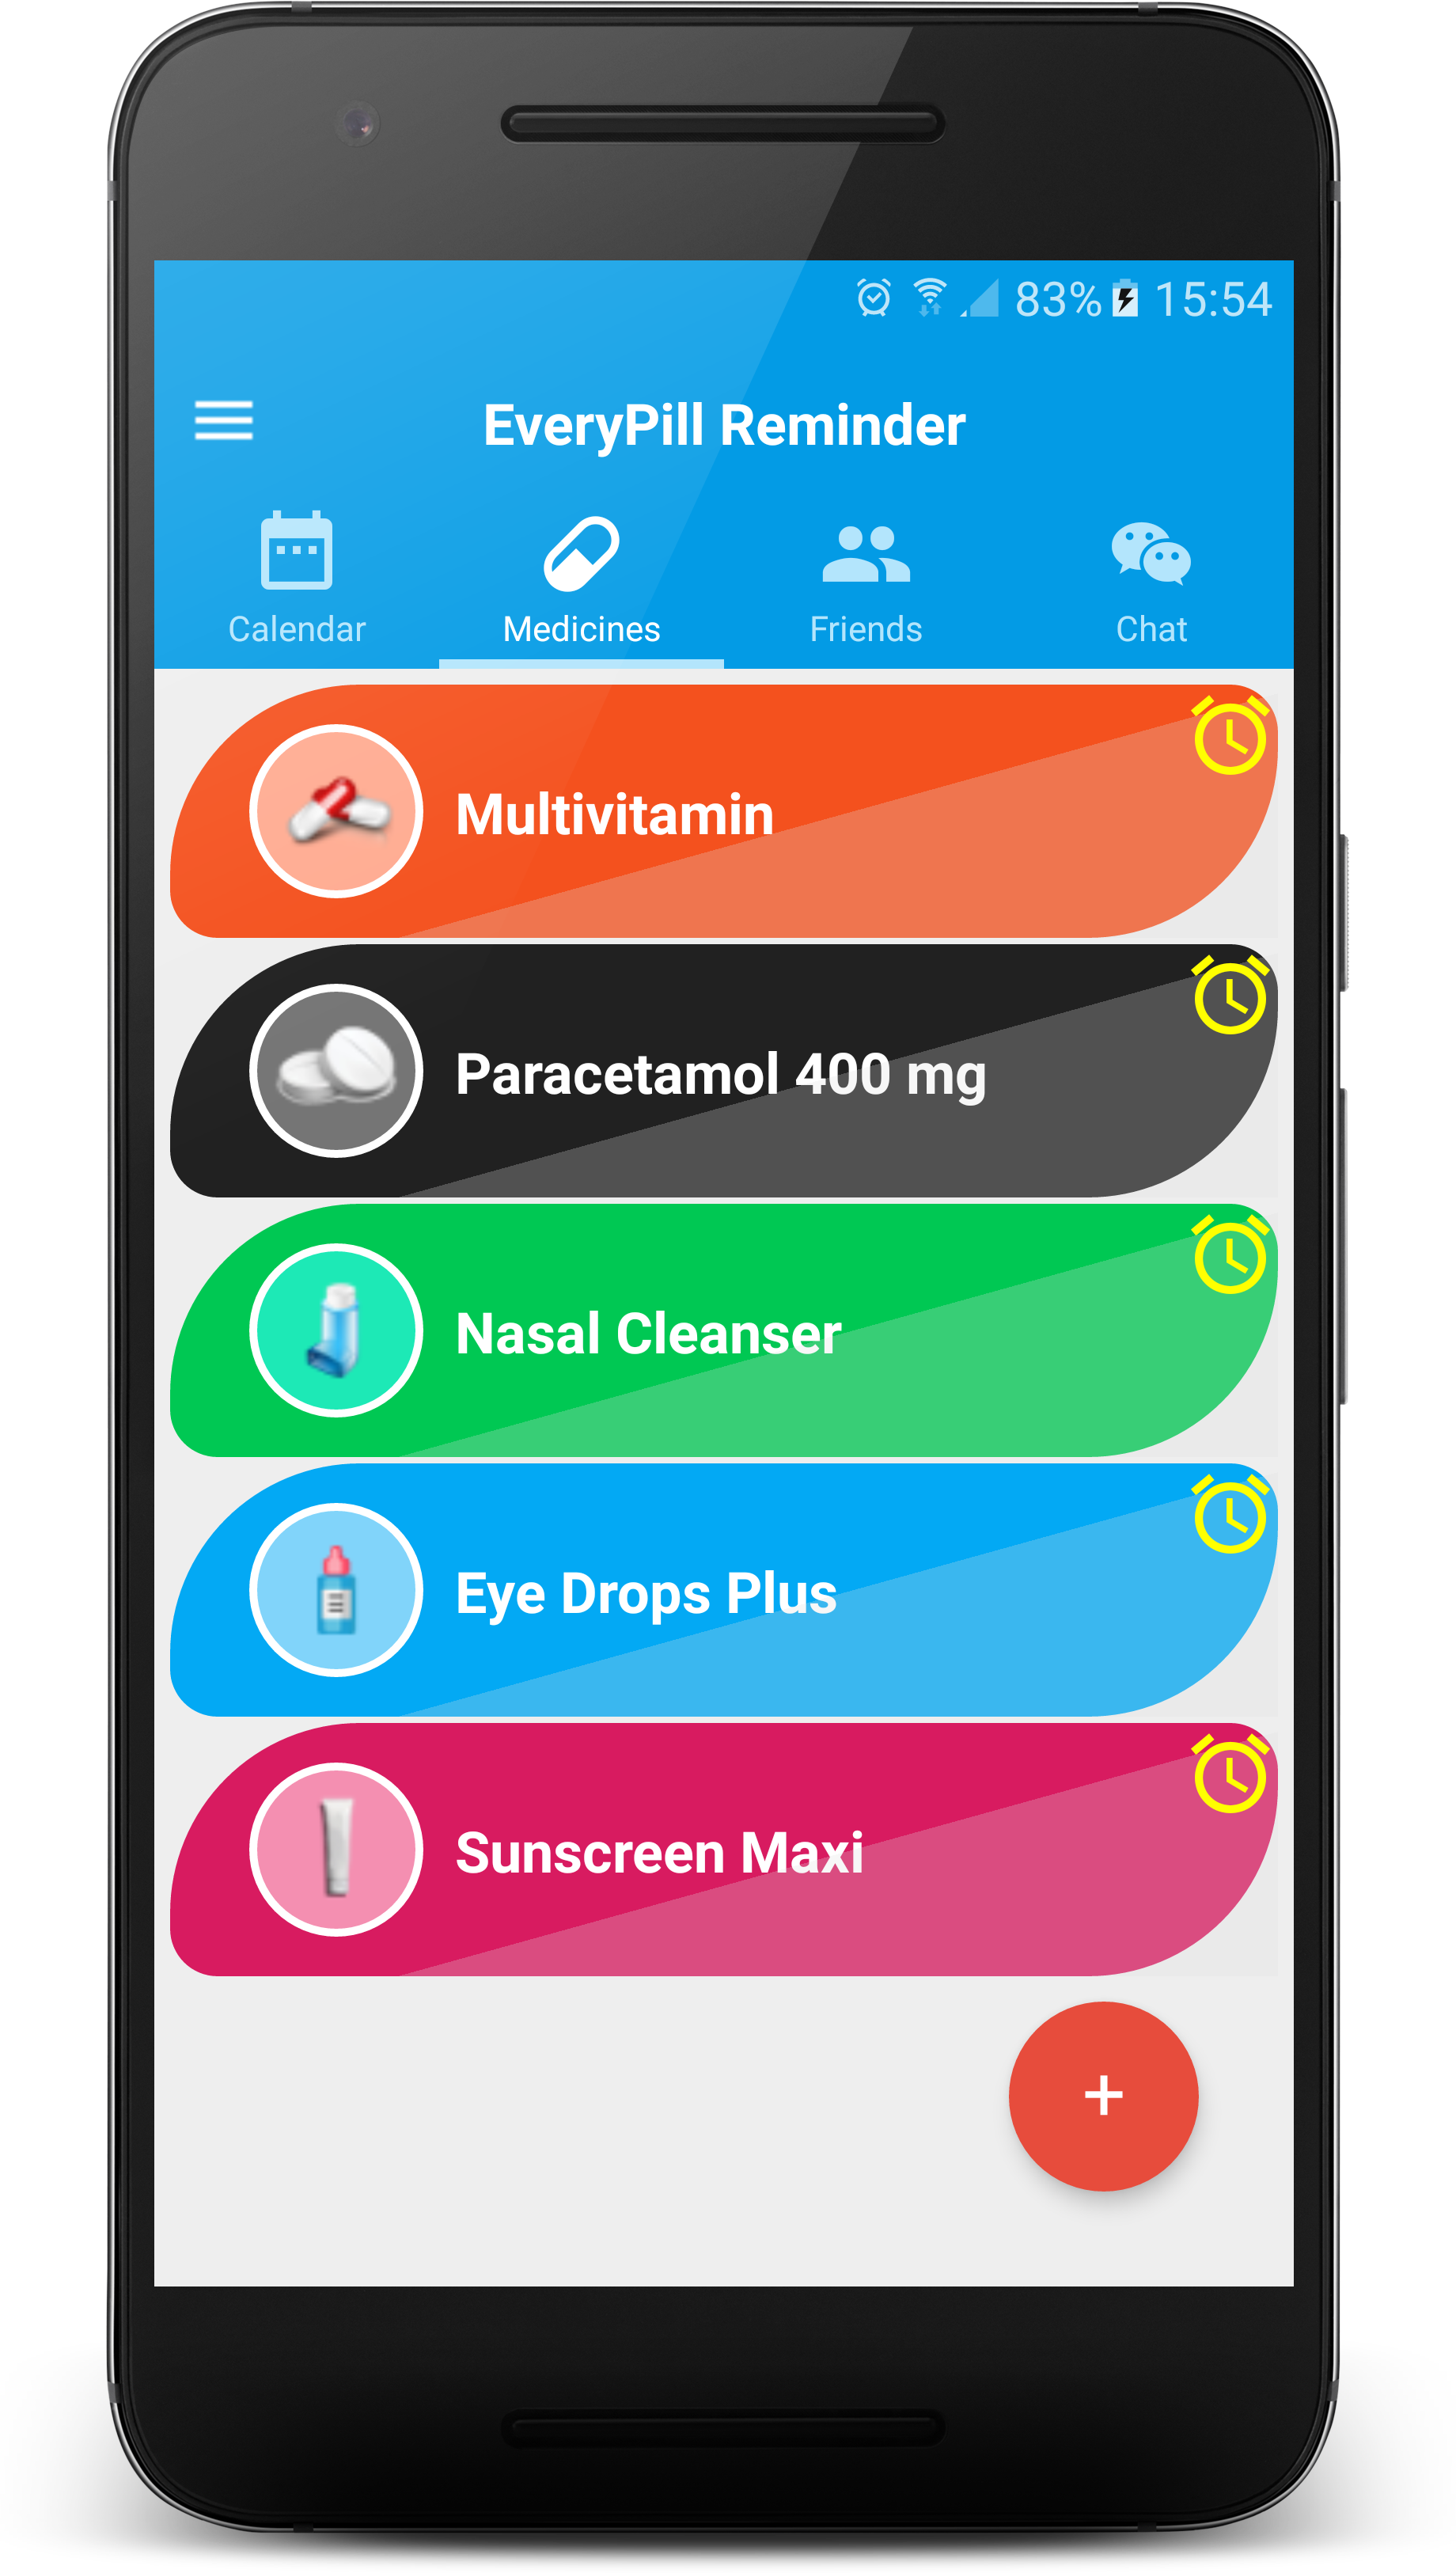 83% 15:54
EveryPill Reminder
Calendar Medicines Friends Chat
Multivitamin
Paracetamol 400 mg
Nasal Cleanser
Eye Drops Plus
Sunscreen Maxi
+